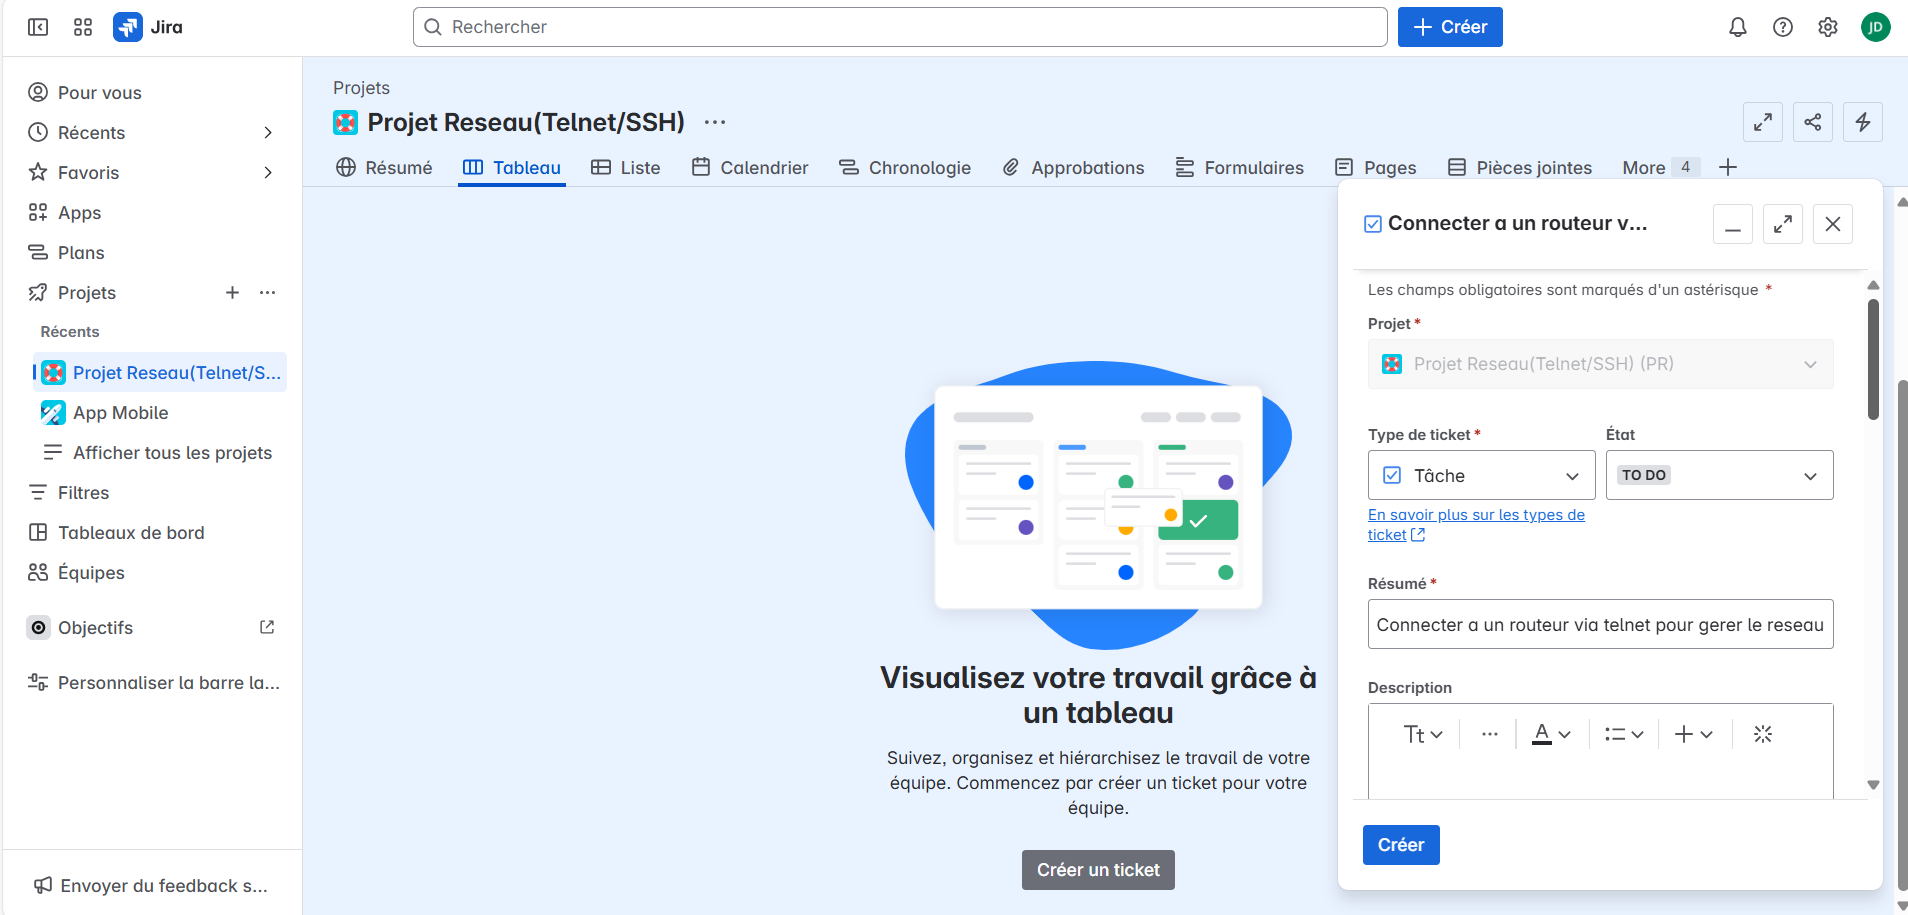 Jira
Rechercher
Créer
JD
Pour vous
Récents
Favoris
Apps
Plans
Projets
Récents
Projet Reseau(Telnet/S...
App Mobile
Afficher tous les projets
Filtres
Tableaux de bord
Équipes
Objectifs
Personnaliser la barre la...
Envoyer du feedback s...
Projets
Projet Reseau(Telnet/SSH)
Résumé
Tableau
Liste
Calendrier
Chronologie
Approbations
Formulaires
Pages
Pièces jointes
More 4
Visualisez votre travail grâce à
un tableau
Suivez, organisez et hiérarchisez le travail de votre
équipe. Commencez par créer un ticket pour votre
équipe.
Créer un ticket
Connecter a un routeur v...
Les champs obligatoires sont marqués d'un astérisque *
Projet *
Projet Reseau(Telnet/SSH) (PR)
Type de ticket *
État
Tâche
TO DO
En savoir plus sur les types de
ticket
Résumé *
Connecter a un routeur via telnet pour gerer le reseau
Description
Tt
A
Créer